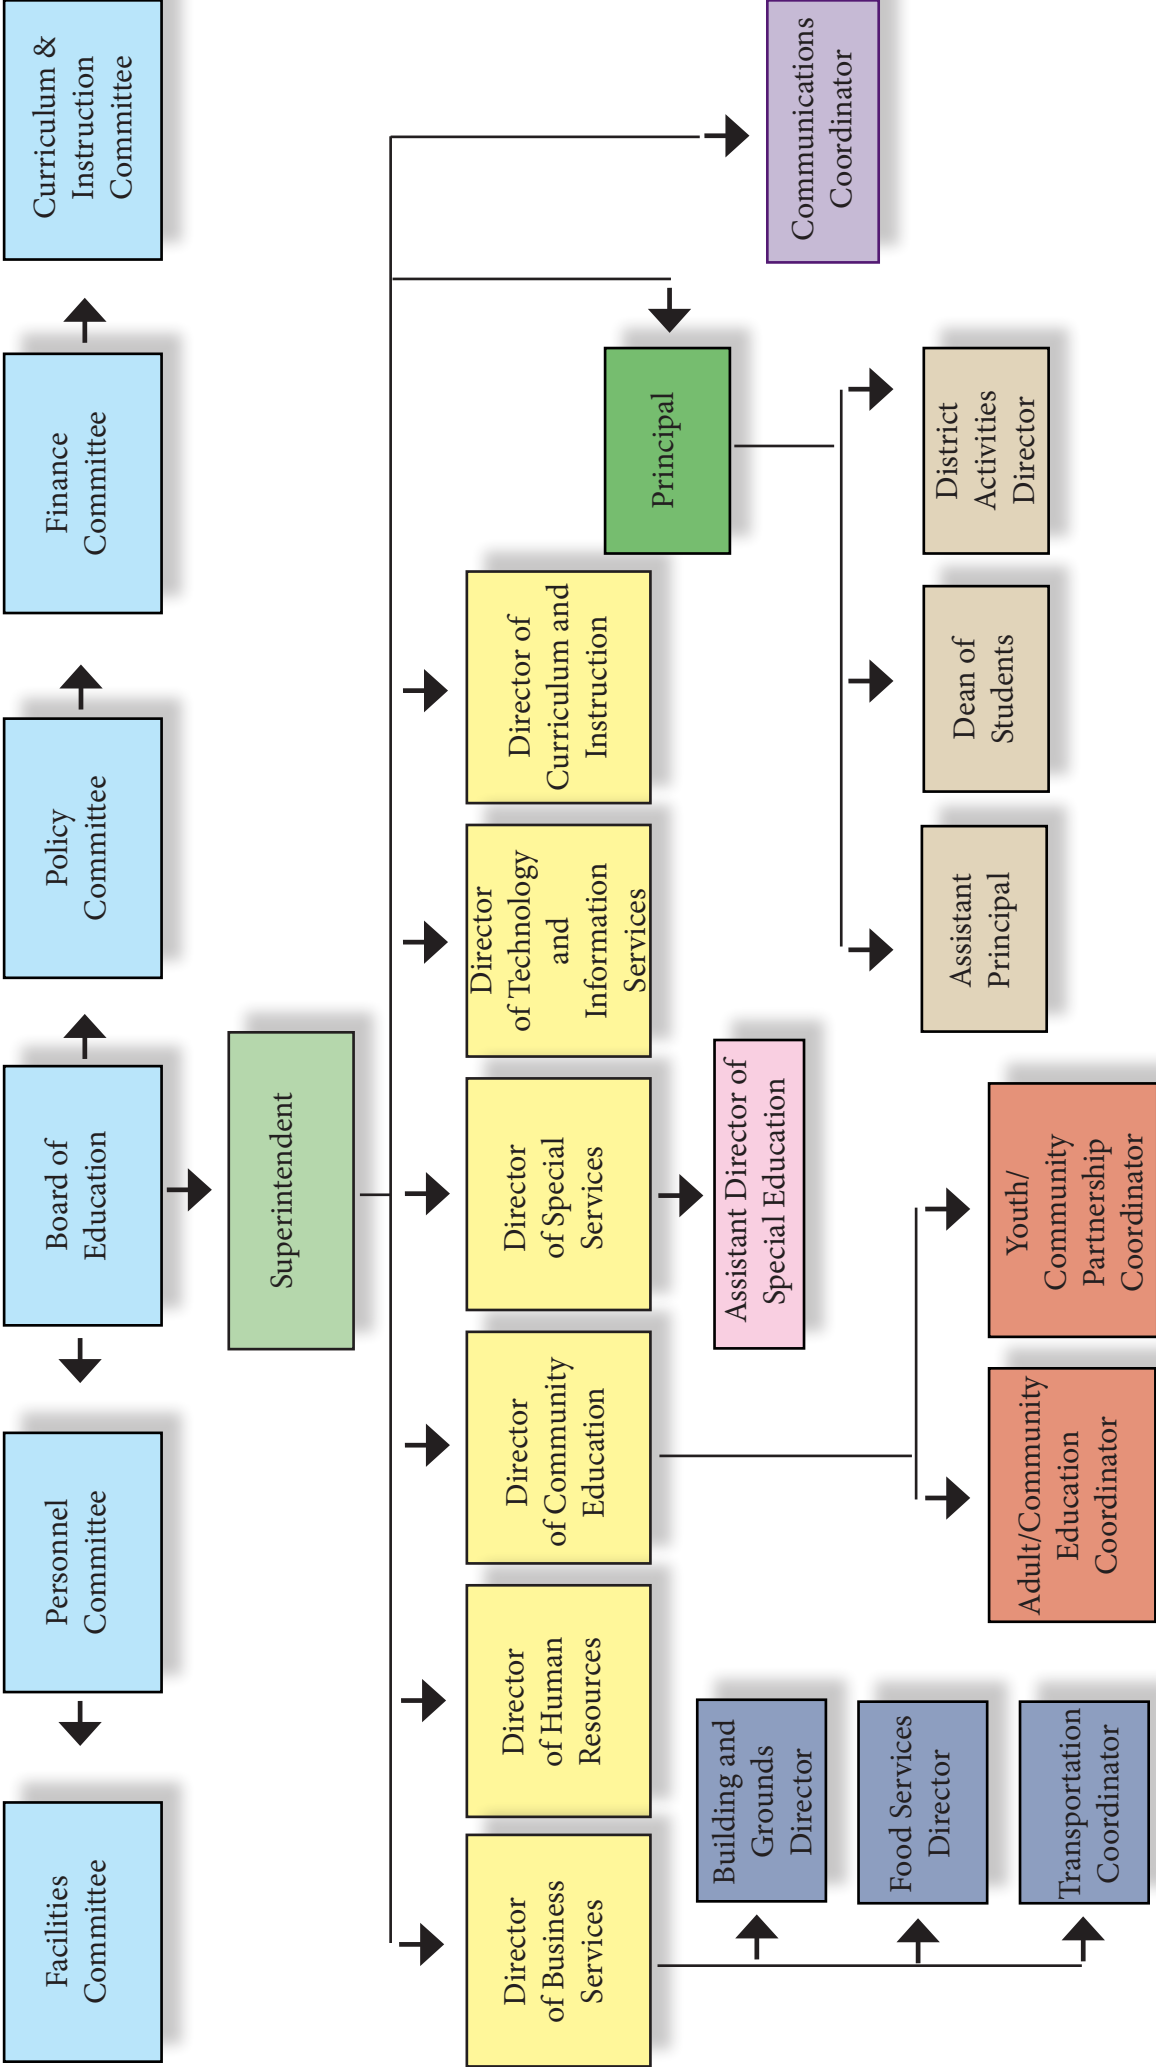 Facilities
Committee
Personnel
Committee
Board of
Education
Policy
Committee
Finance
Committee
Curriculum &
Instruction
Committee
Superintendent
Director
of Business
Services
Director
of Human
Resources
Director
of Community
Education
Director
of Special
Services
Director
of Technology
and
Information
Services
Director of
Curriculum and
Instruction
Principal
Communications
Coordinator
Building and
Grounds
Director
Food Services
Director
Transportation
Coordinator
Adult/Community
Education
Coordinator
Youth/
Community
Partnership
Coordinator
Assistant Director of
Special Education
Assistant
Principal
Dean of
Students
District
Activities
Director